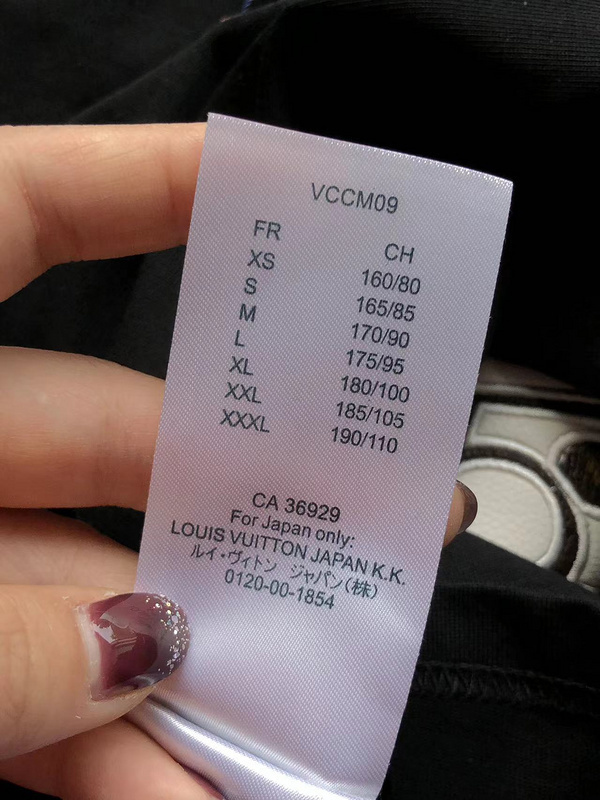 VCCM09
FR CH
XS 160/80
S 165/85
M 170/90
L 175/95
XL 180/100
XXL 185/105
XXXL 190/110
CA 36929
For Japan only:
LOUIS VUITTON JAPAN K.K.
ルイ・ヴィトン ジャパン(株)
0120-00-1854